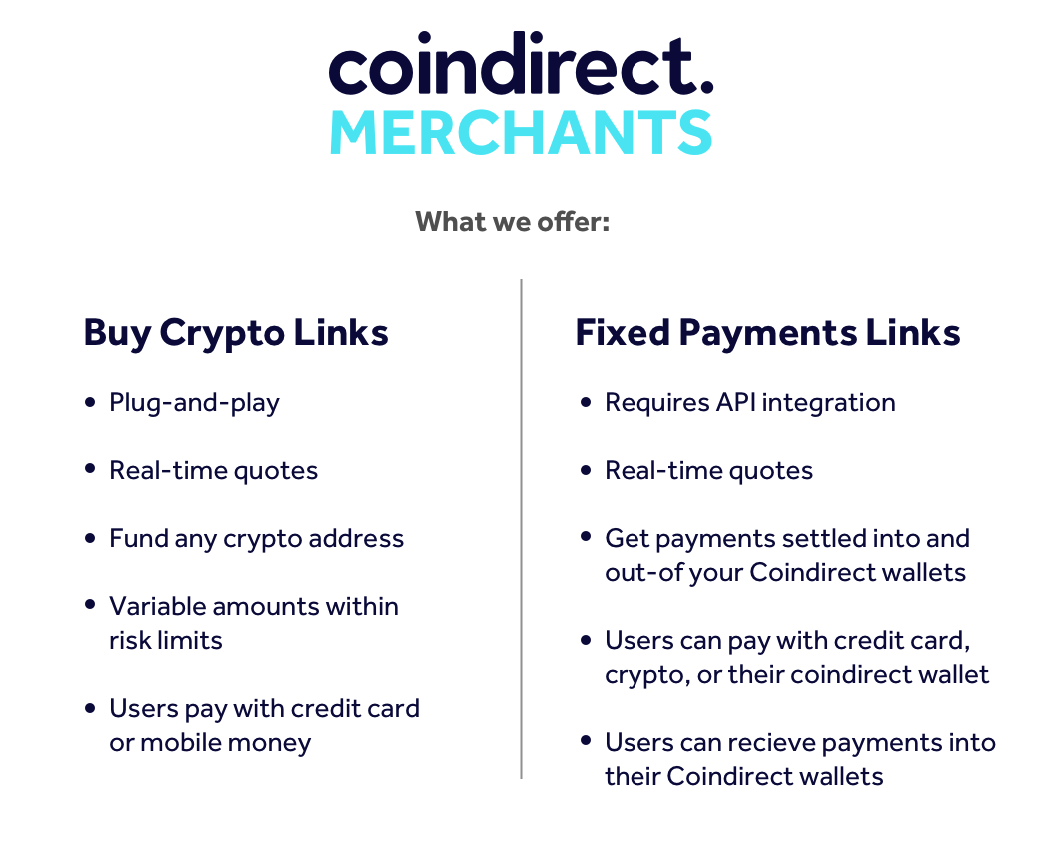 coindirect.
MERCHANTS
What we offer:
Buy Crypto Links
• Plug-and-play
• Real-time quotes
• Fund any crypto address
• Variable amounts within
risk limits
• Users pay with credit card
or mobile money
Fixed Payments Links
• Requires API integration
• Real-time quotes
• Get payments settled into and
out-of your Coindirect wallets
• Users can pay with credit card,
crypto, or their coindirect wallet
• Users can recieve payments into
their Coindirect wallets